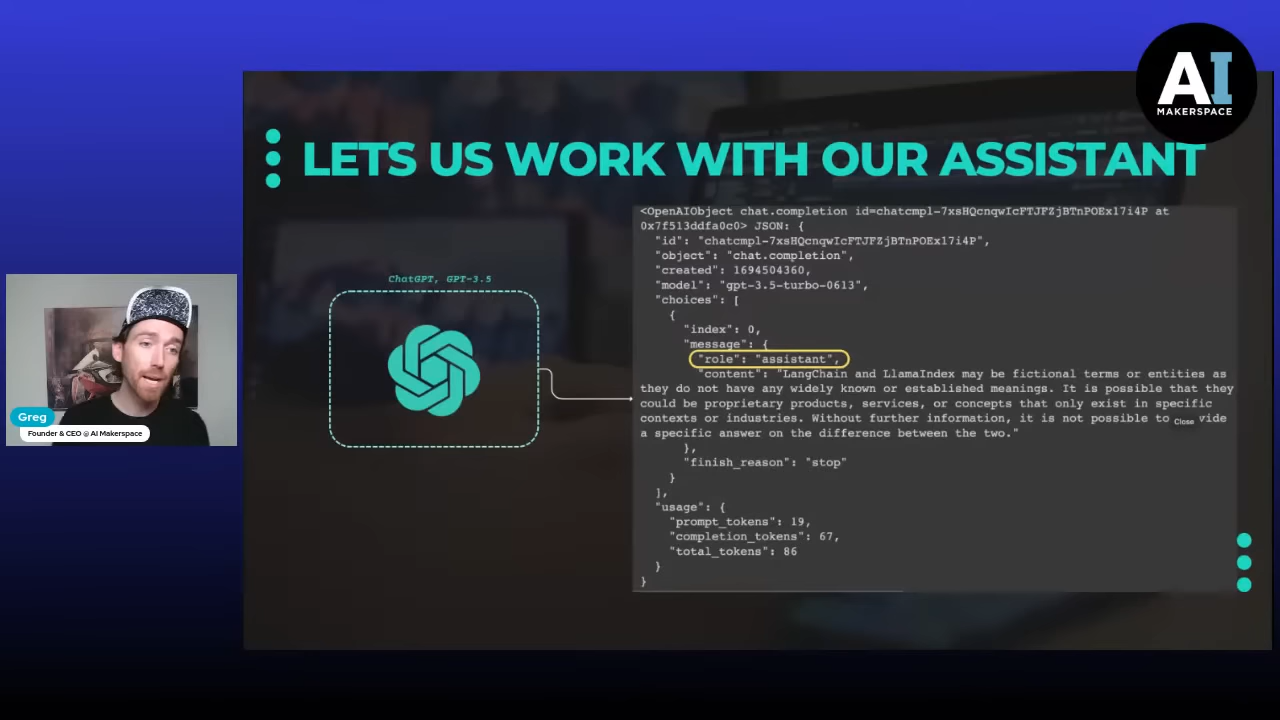 AI
MAKERSPACE
LETS US WORK WITH OUR ASSISTANT
ChatGPT, GPT-3.5
<OpenAIObject chat.completion id=chatcmpl-7xsHQcnqwIcFTJFZjBTnPOEx17i4P at
0x7f513ddfa0c0> JSON: {
"id": "chatcmpl-7xsHQcnqwIcFTJFZjBTnPOEx17i4P",
"object": "chat.completion",
"created": 1694504360,
"model": "gpt-3.5-turbo-0613",
"choices": [
{
"index": 0,
"message": {
"role": "assistant",
"content": "LangChain and LlamaIndex may be fictional terms or entities as
they do not have any widely known or established meanings. It is possible that they
could be proprietary products, services, or concepts that only exist in specific
contexts or industries. Without further information, it is not possible to vide
a specific answer on the difference between the two."
},
"finish_reason": "stop"
}
],
"usage": {
"prompt_tokens": 19,
"completion_tokens": 67,
"total_tokens": 86
}
}
Close
Greg
Founder & CEO @ AI Makerspace